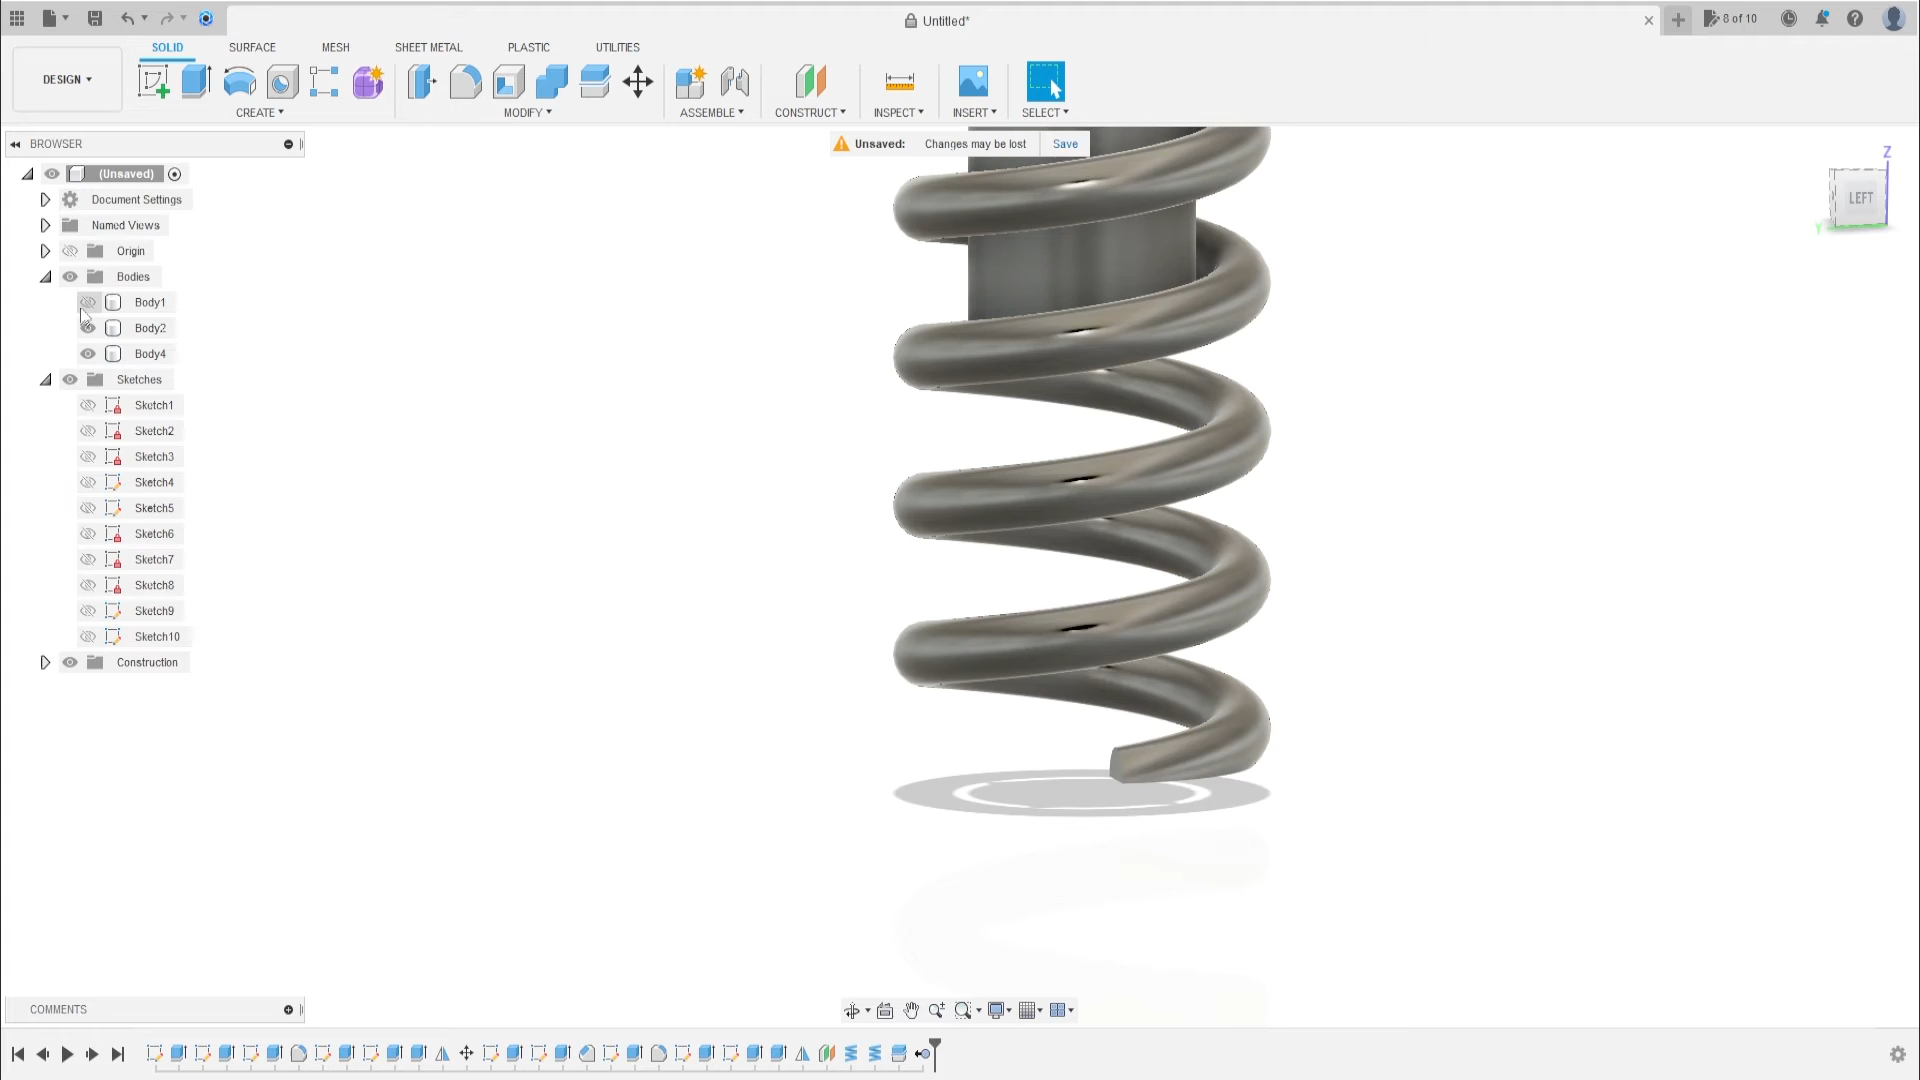 Untitled*
8 of 10
DESIGN
SOLID
SURFACE
MESH
SHEET METAL
PLASTIC
UTILITIES
CREATE
MODIFY
ASSEMBLE
CONSTRUCT
INSPECT
INSERT
SELECT
BROWSER
Unsaved: Changes may be lost Save
(Unsaved)
Document Settings
Named Views
Origin
Bodies
Body1
Body2
Body4
Sketches
Sketch1
Sketch2
Sketch3
Sketch4
Sketch5
Sketch6
Sketch7
Sketch8
Sketch9
Sketch10
Construction
Z
LEFT
Y
COMMENTS